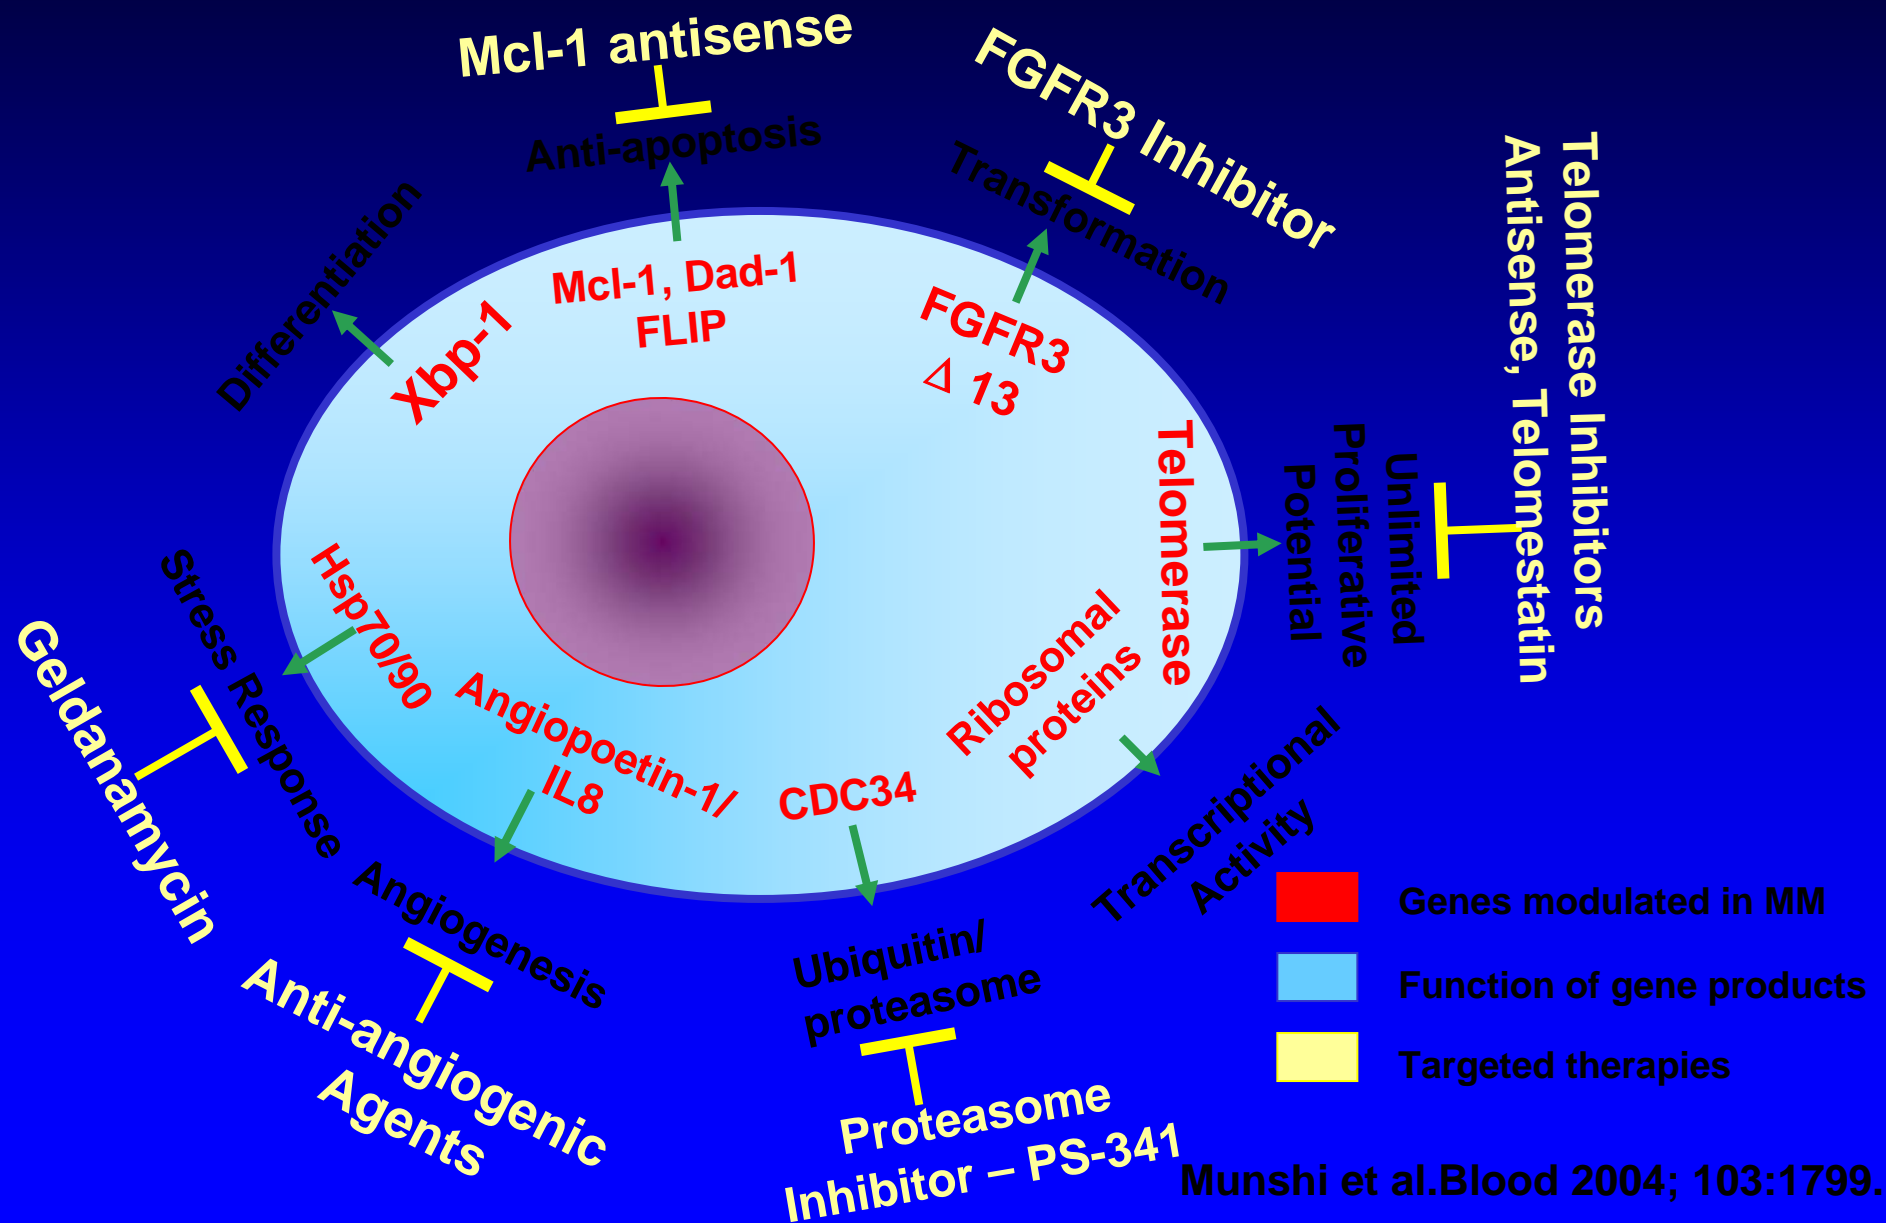 Mcl-1 antisense
Anti-apoptosis
FGFR3 Inhibitor
Transformation
Telomerase Inhibitors
Antisense, Telomestatin
Differentiation
Xbp-1
Mcl-1, Dad-1
FLIP
FGFR3
Δ 13
Telomerase
Unlimited
Proliferative
Potential
Hsp70/90
Stress Response
Geldanamycin
Angiopoetin-1/
IL8
Angiogenesis
Anti-angiogenic
Agents
CDC34
Ubiquitin/
proteasome
Proteasome
Inhibitor – PS-341
Ribosomal
proteins
Transcriptional
Activity
Genes modulated in MM
Function of gene products
Targeted therapies
Munshi et al.Blood 2004; 103:1799.